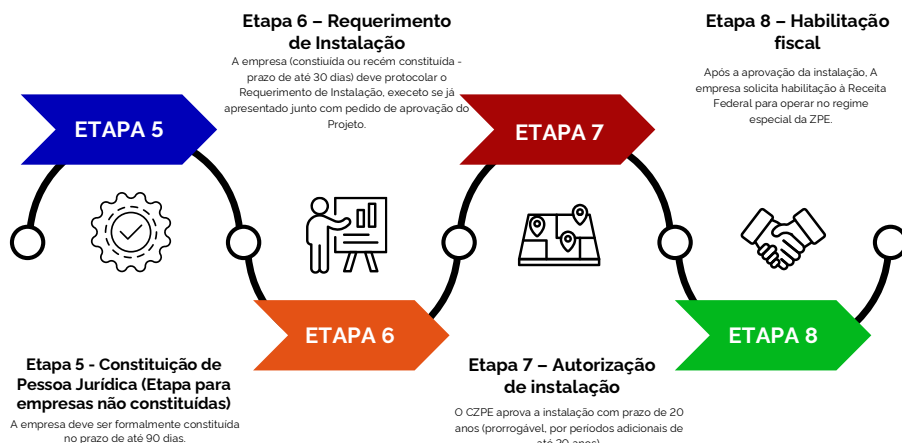 Etapa 6 – Requerimento
de Instalação
A empresa (constiuída ou recém constituída -
prazo de até 30 dias) deve protocolar o
Requerimento de Instalação, execeto se já
apresentado junto com pedido de aprovação do
Projeto.
Etapa 8 – Habilitação
fiscal
Após a aprovação da instalação, A
empresa solicita habilitação à Receita
Federal para operar no regime
especial da ZPE.
ETAPA 5
ETAPA 7
ETAPA 6
ETAPA 8
Etapa 5 - Constituição de
Pessoa Jurídica (Etapa para
empresas não constituídas)
A empresa deve ser formalmente constituída
no prazo de até 90 dias.
Etapa 7 – Autorização
de instalação
O CZPE aprova a instalação com prazo de 20
anos (prorrogável, por períodos adicionais de
até 20 anos)